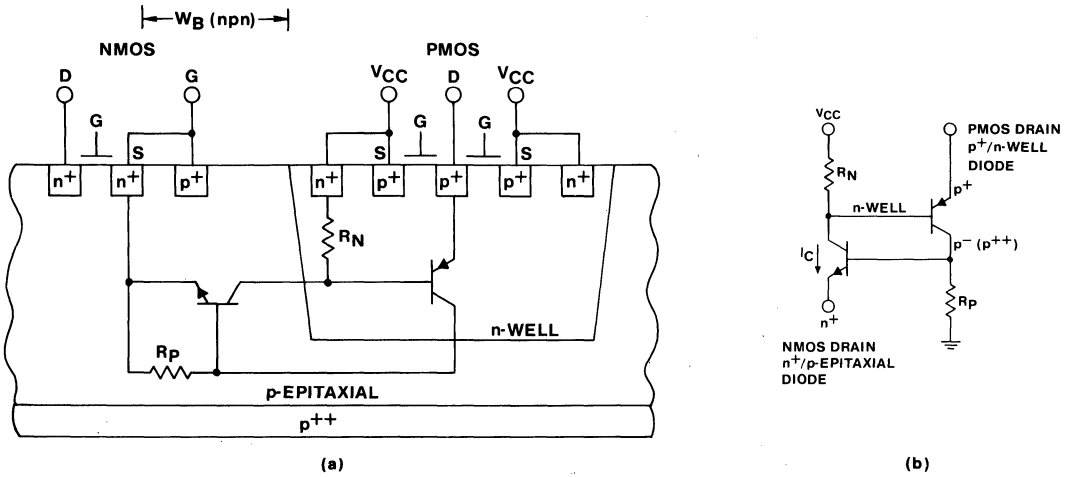 W_B (npn)
NMOS
PMOS
D
G
V_CC
D
V_CC
G
G
G
S
S
S
n+
n+
p+
n+
p+
p+
p+
n+
R_N
n-WELL
R_P
p-EPITAXIAL
p++
(a)
V_CC
PMOS DRAIN
p+/n-WELL
DIODE
R_N
p+
n-WELL
I_C
p− (p++)
R_P
n+
NMOS DRAIN
n+/p-EPITAXIAL
DIODE
(b)